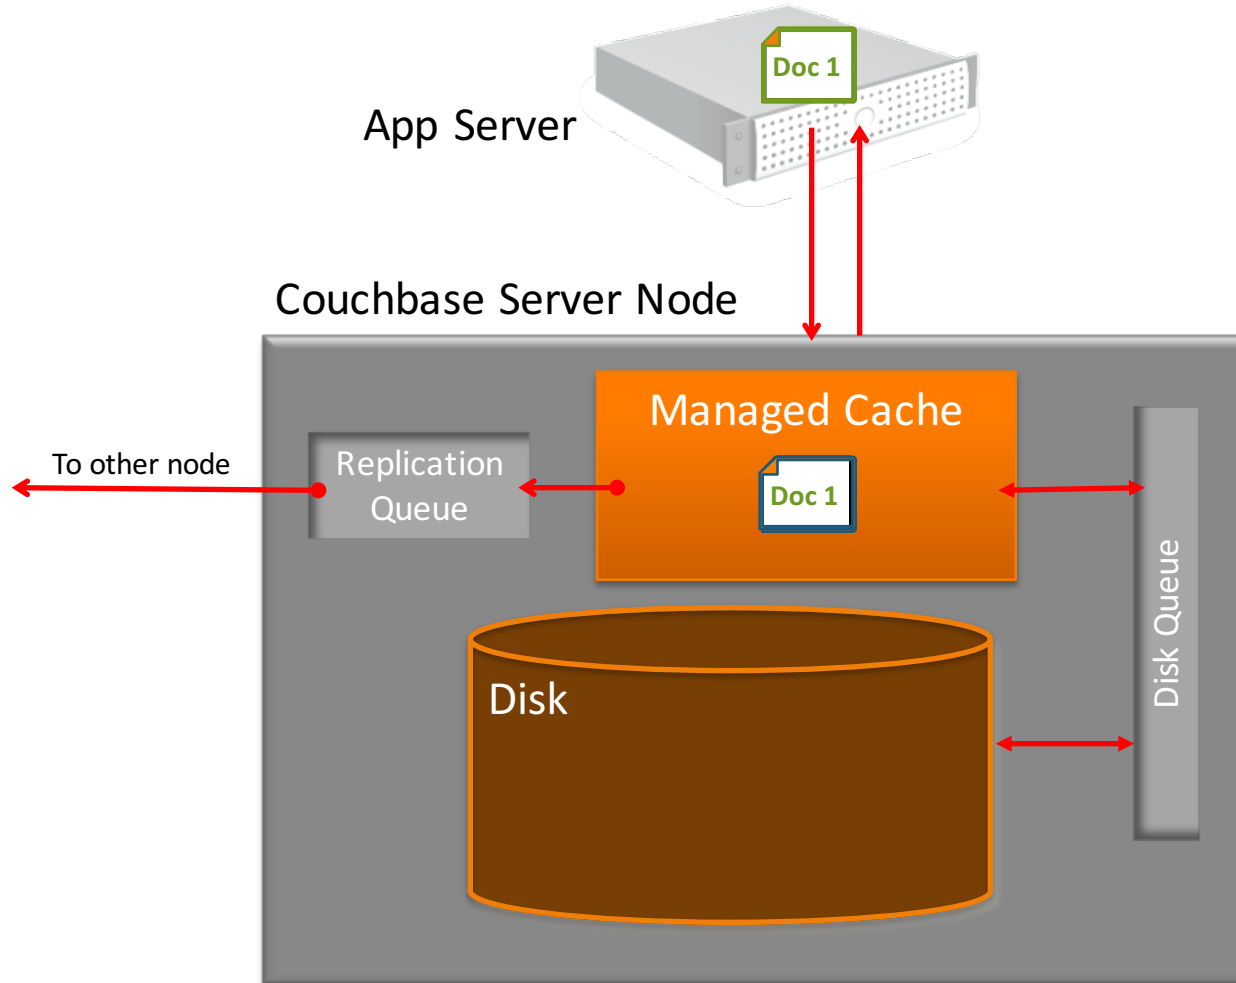 Doc 1
App Server
Couchbase Server Node
Managed Cache
To other node
Replication
Queue
Doc 1
Disk Queue
Disk